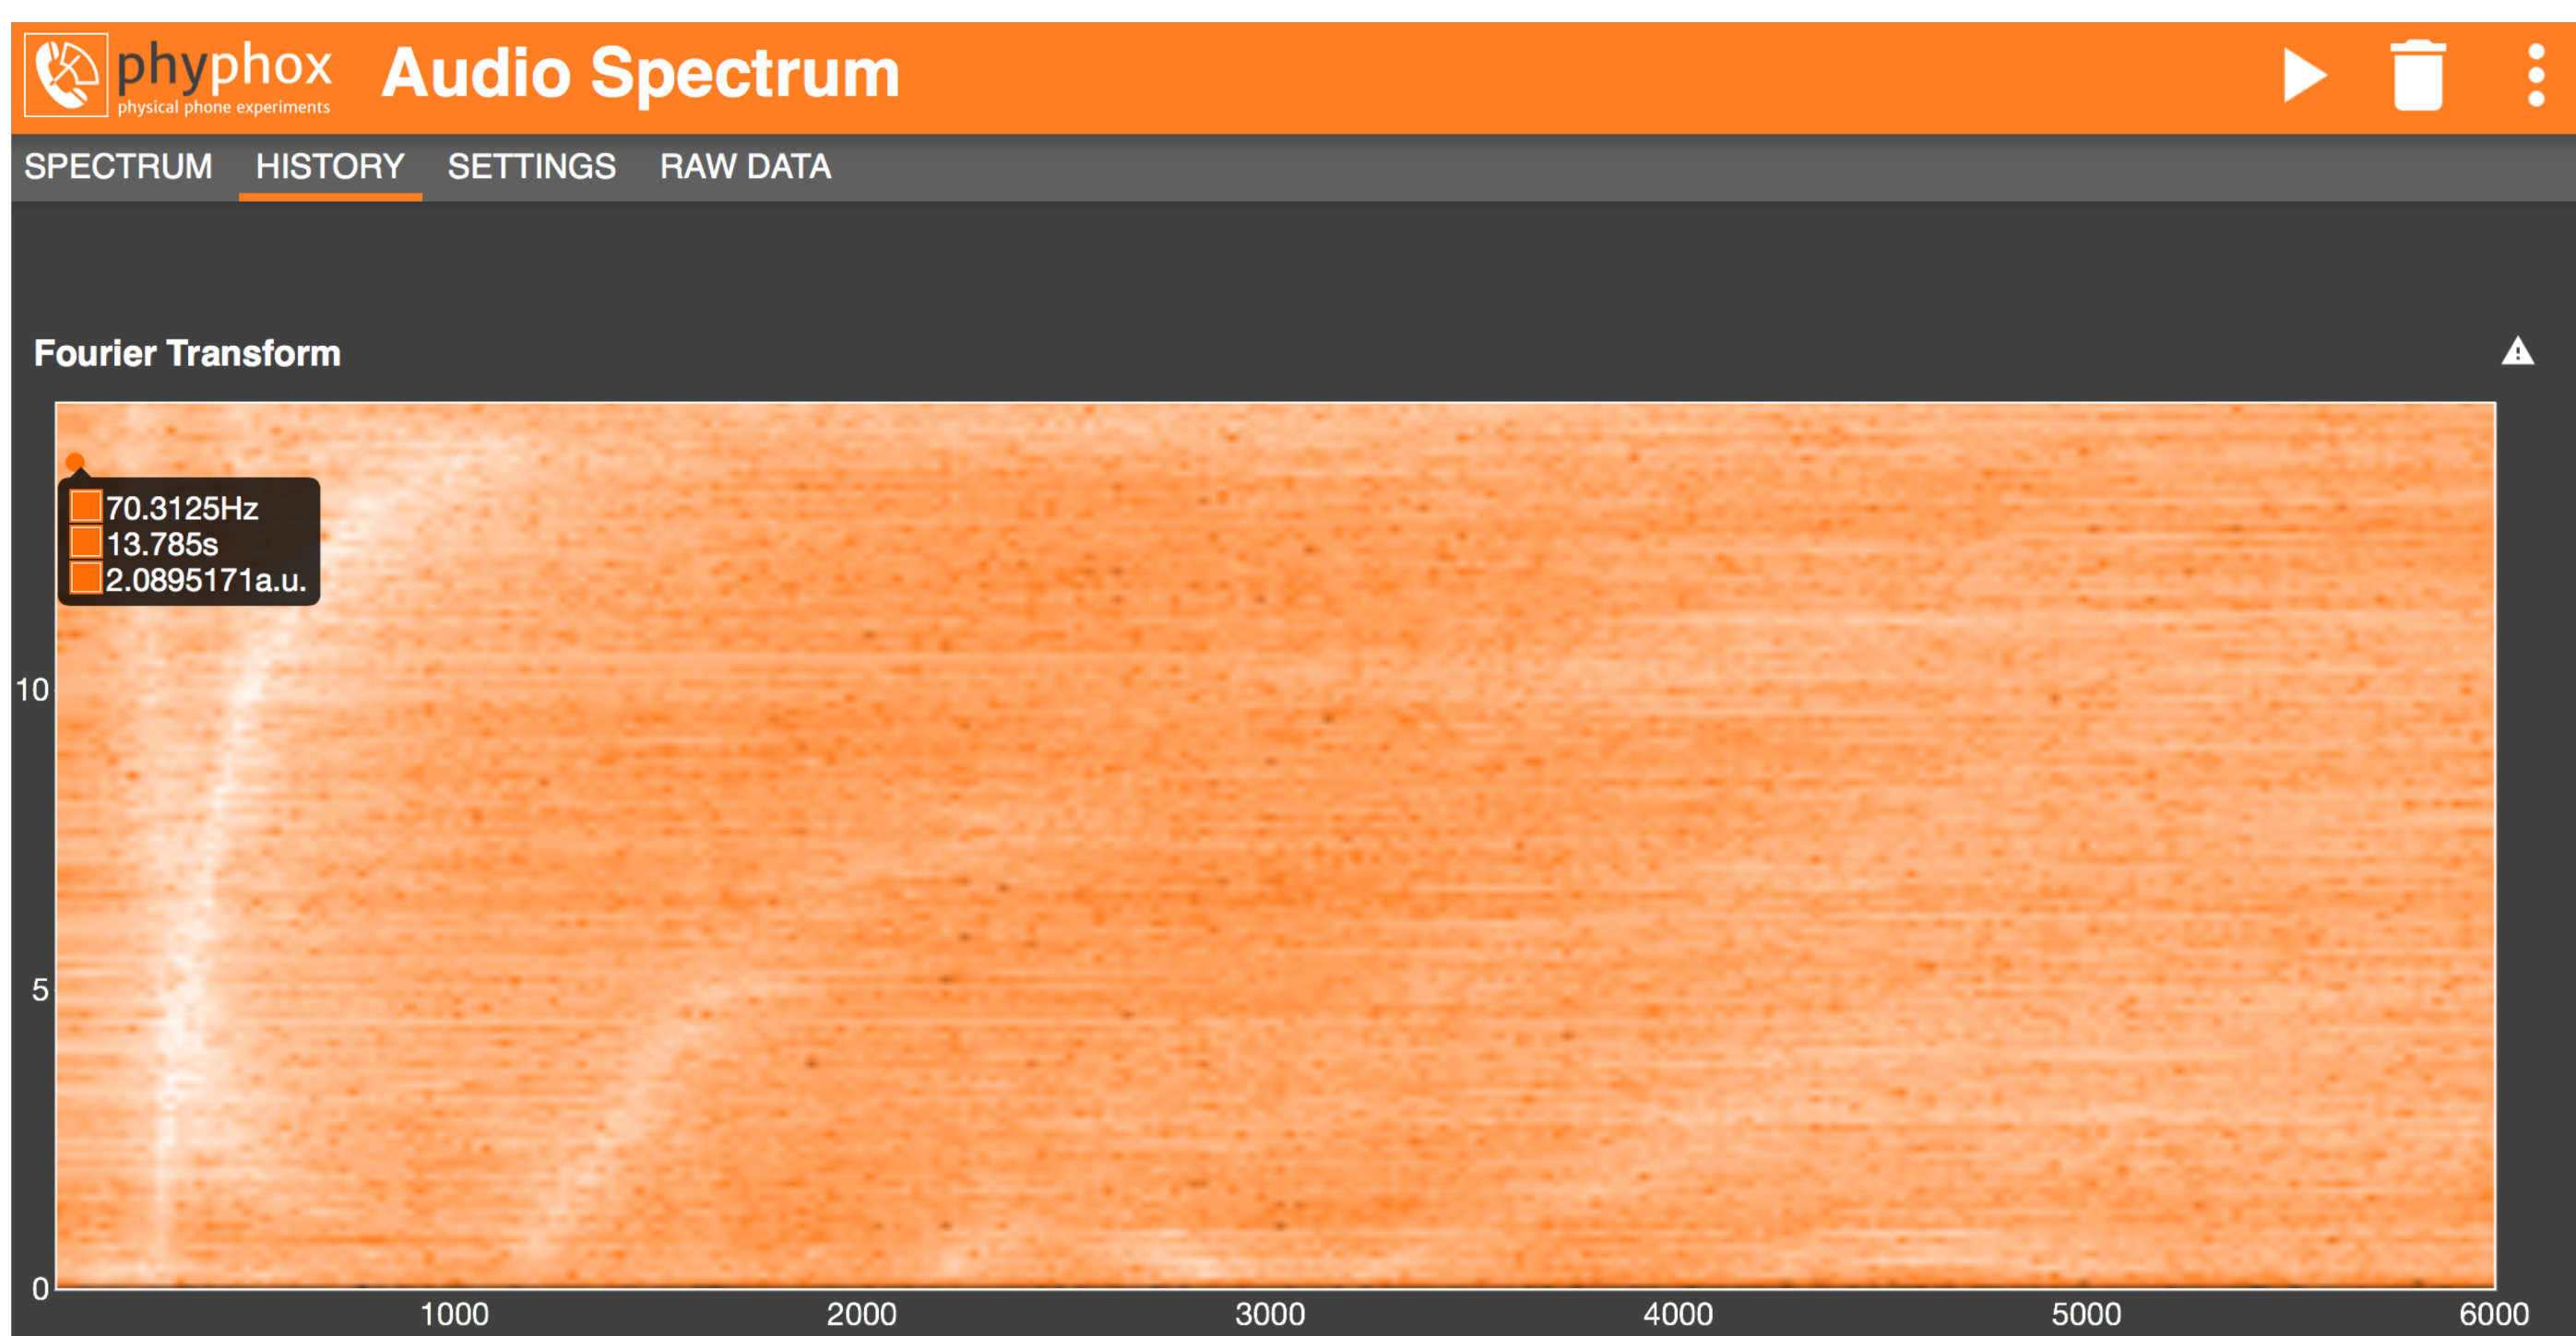 phyphox
physical phone experiments
Audio Spectrum
SPECTRUM HISTORY SETTINGS RAW DATA
Fourier Transform
70.3125Hz
13.785s
2.0895171a.u.
10
5
0
1000 2000 3000 4000 5000 6000